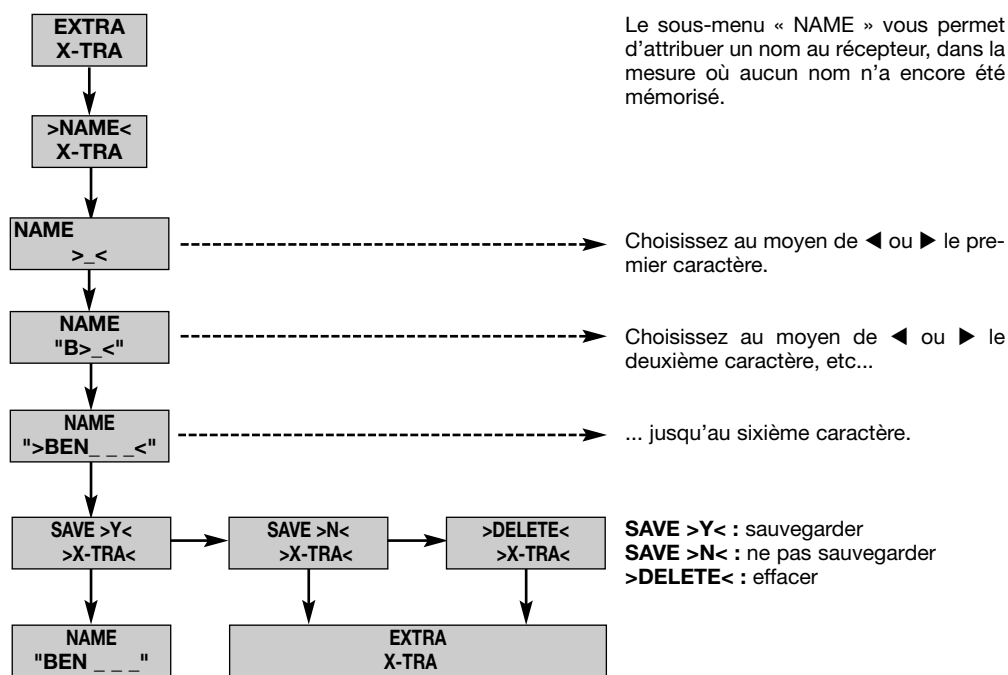 EXTRA
X-TRA
Le sous-menu « NAME » vous permet
d'attribuer un nom au récepteur, dans la
mesure où aucun nom n'a encore été
mémorisé.
>NAME<
X-TRA
NAME
>_<
Choisissez au moyen de ◀ ou ▶ le pre-
mier caractère.
NAME
"B>_<"
Choisissez au moyen de ◀ ou ▶ le
deuxième caractère, etc...
NAME
">BEN_ _ _<"
... jusqu'au sixième caractère.
SAVE >Y<
>X-TRA<
SAVE >N<
>X-TRA<
>DELETE<
>X-TRA<
SAVE >Y< : sauvegarder
SAVE >N< : ne pas sauvegarder
>DELETE< : effacer
NAME
"BEN _ _ _"
EXTRA
X-TRA